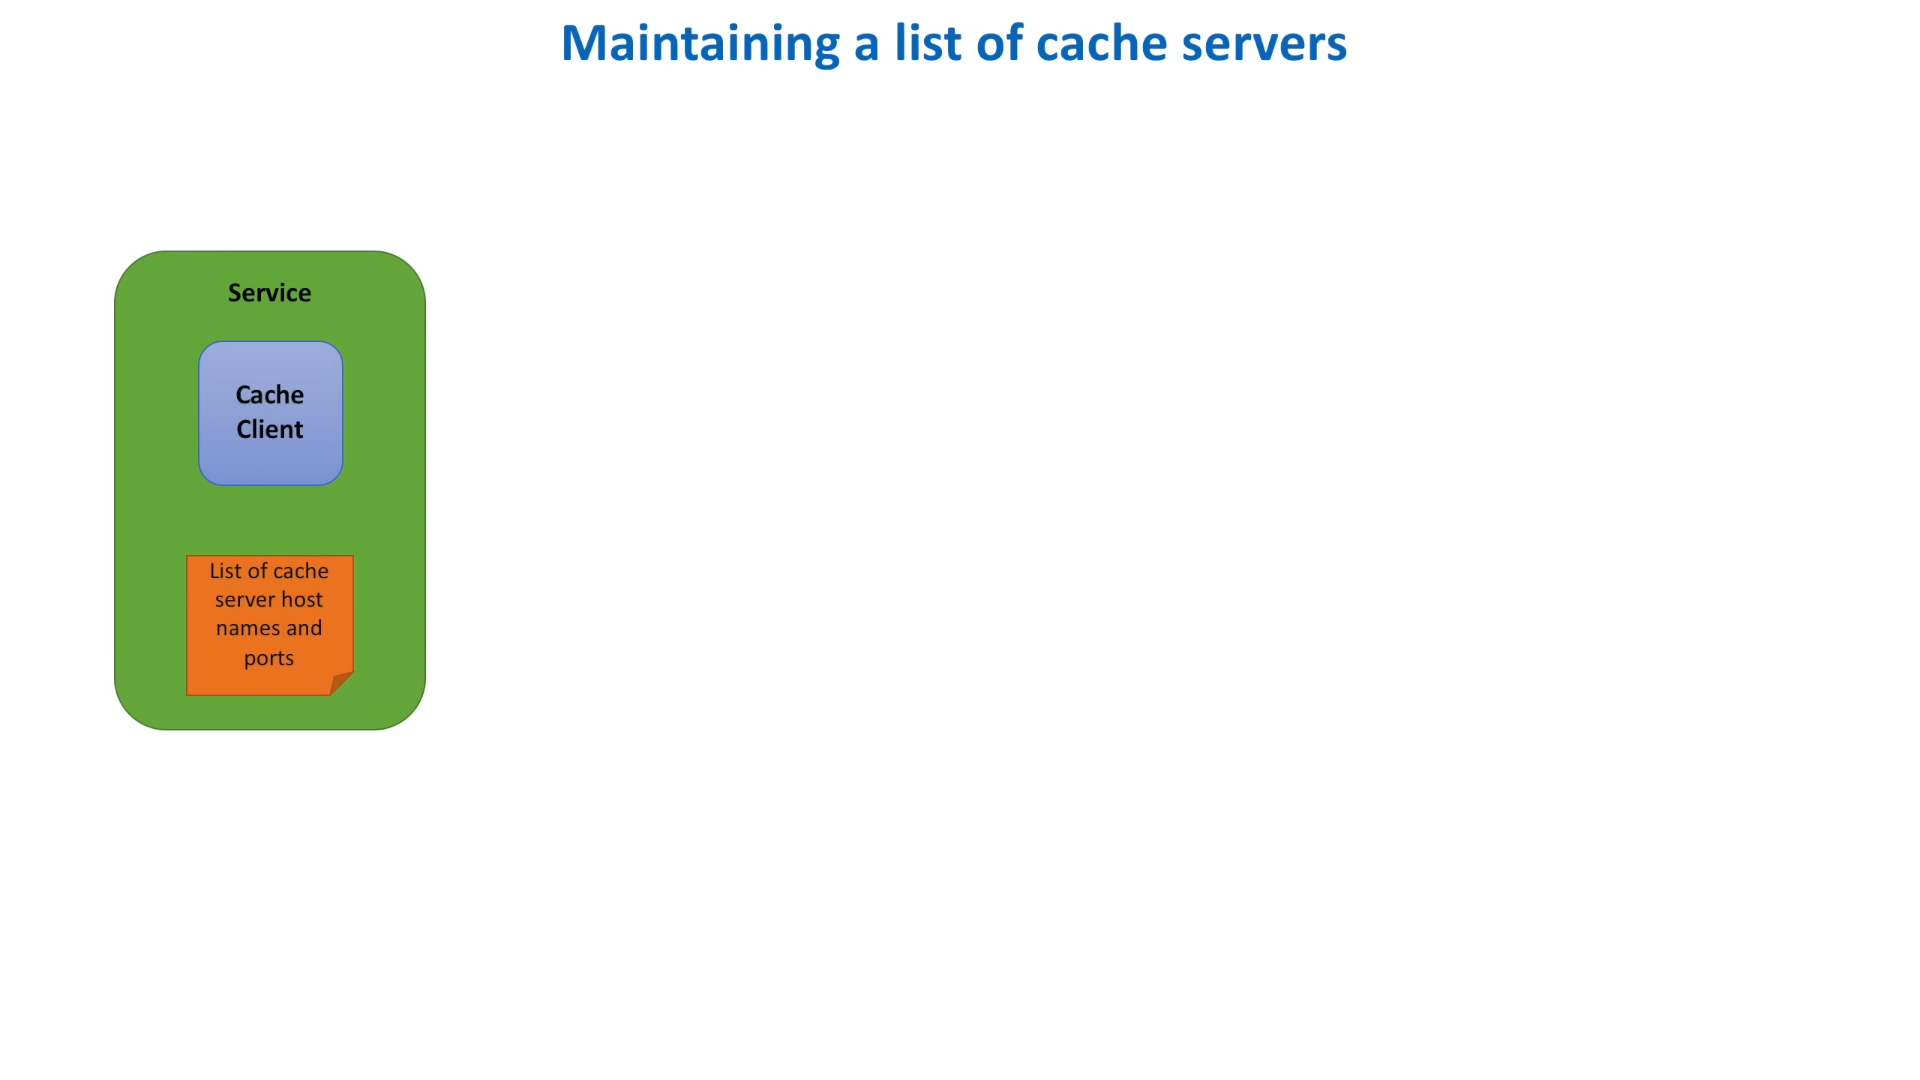 Maintaining a list of cache servers
Service
Cache
Client
List of cache
server host
names and
ports